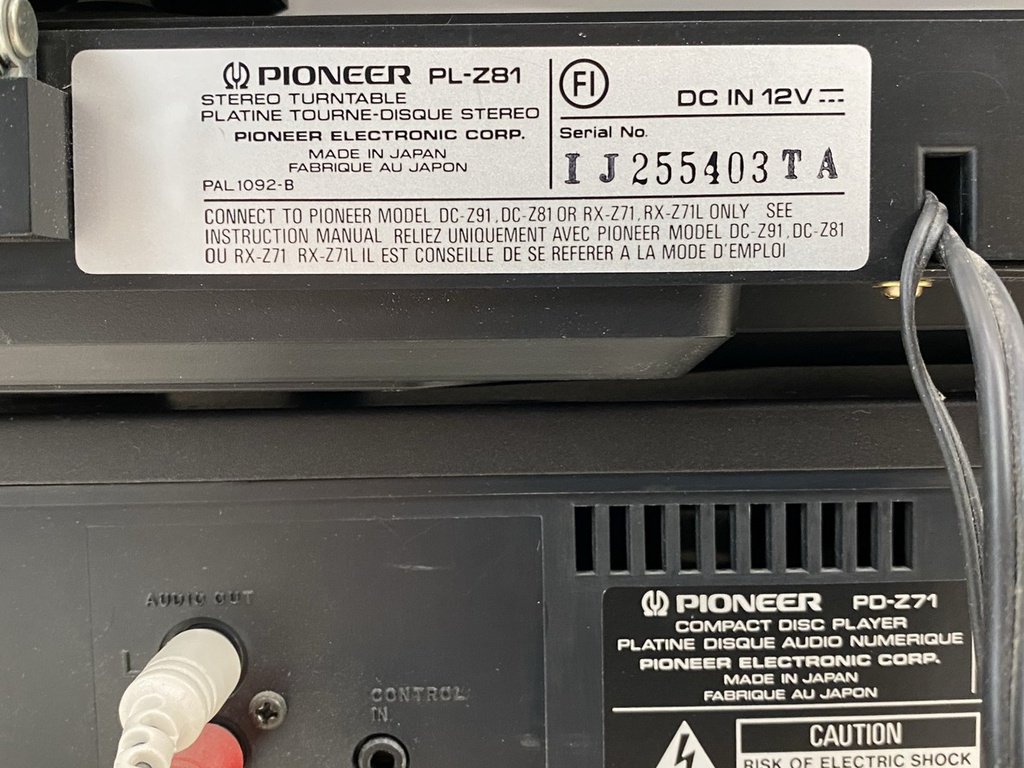 PIONEER PL-Z81
STEREO TURNTABLE
PLATINE TOURNE-DISQUE STEREO
PIONEER ELECTRONIC CORP.
MADE IN JAPAN
FABRIQUE AU JAPON
PAL1092-B
FI
DC IN 12V
Serial No.
IJ255403TA
CONNECT TO PIONEER MODEL DC-Z91, DC-Z81 OR RX-Z71, RX-Z71L ONLY SEE
INSTRUCTION MANUAL RELIEZ UNIQUEMENT AVEC PIONEER MODEL DC-Z91, DC-Z81
OU RX-Z71 RX-Z71L IL EST CONSEILLE DE SE REFERER A LA MODE D'EMPLOI
AUDIO OUT
L
CONTROL
IN
PIONEER PD-Z71
COMPACT DISC PLAYER
PLATINE DISQUE AUDIO NUMERIQUE
PIONEER ELECTRONIC CORP.
MADE IN JAPAN
FABRIQUE AU JAPON
CAUTION
RISK OF ELECTRIC SHOCK